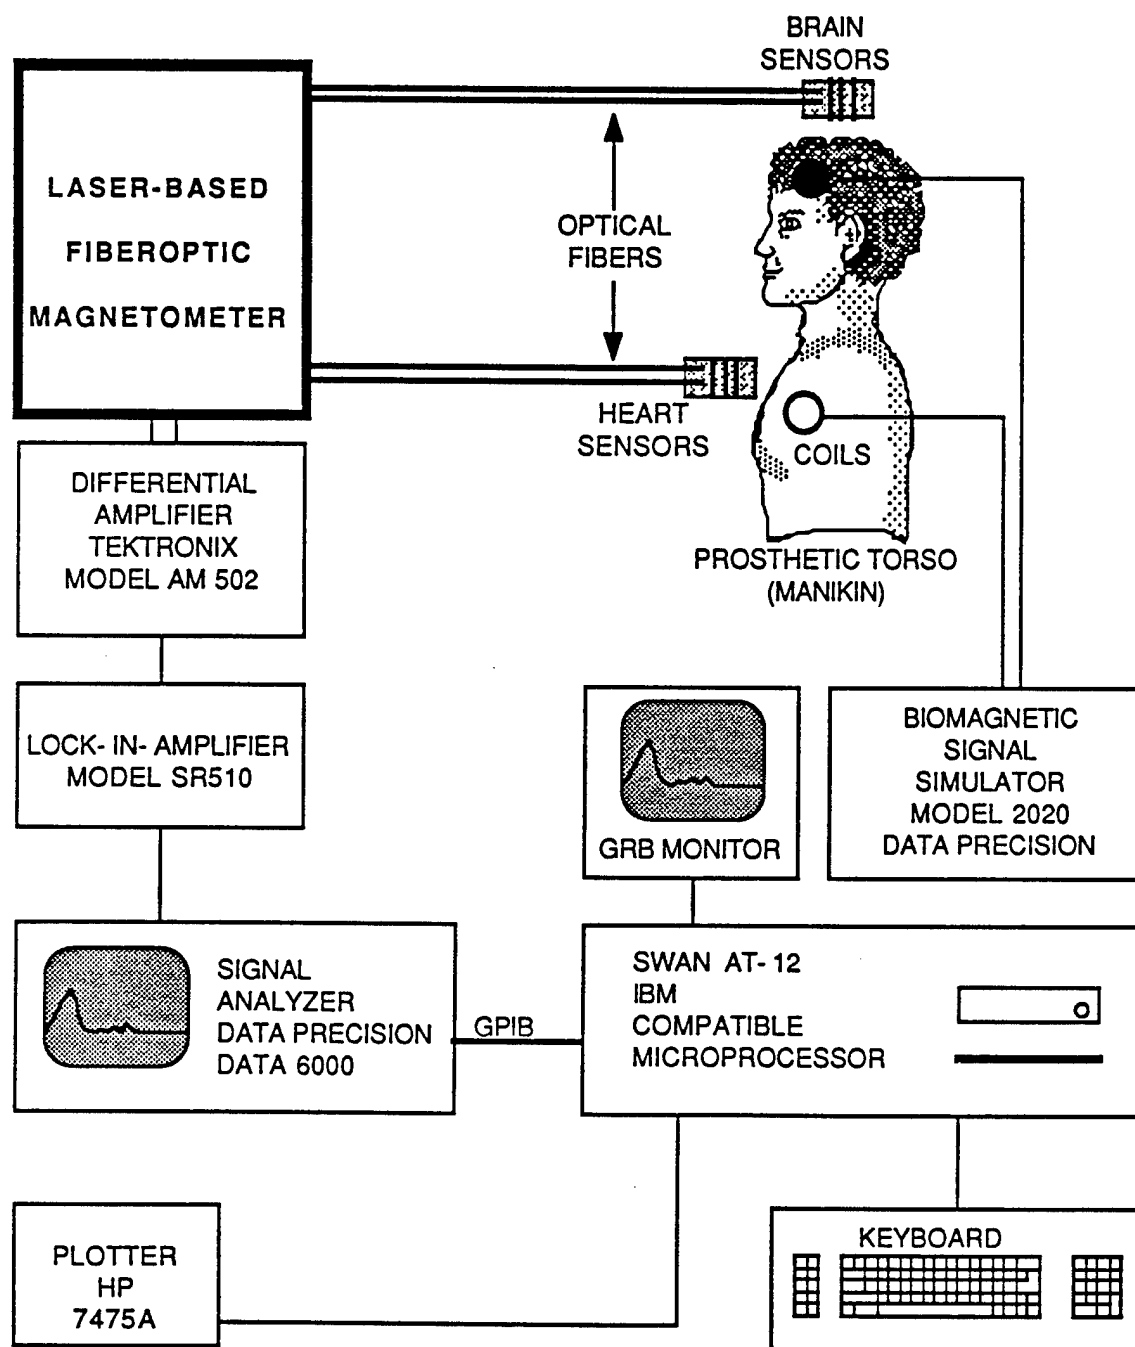 BRAIN
SENSORS
LASER-BASED
FIBEROPTIC
MAGNETOMETER
OPTICAL
FIBERS
HEART
SENSORS
COILS
PROSTHETIC TORSO
(MANIKIN)
DIFFERENTIAL
AMPLIFIER
TEKTRONIX
MODEL AM 502
LOCK- IN- AMPLIFIER
MODEL SR510
GRB MONITOR
BIOMAGNETIC
SIGNAL
SIMULATOR
MODEL 2020
DATA PRECISION
SIGNAL
ANALYZER
DATA PRECISION
DATA 6000
GPIB
SWAN AT- 12
IBM
COMPATIBLE
MICROPROCESSOR
PLOTTER
HP
7475A
KEYBOARD